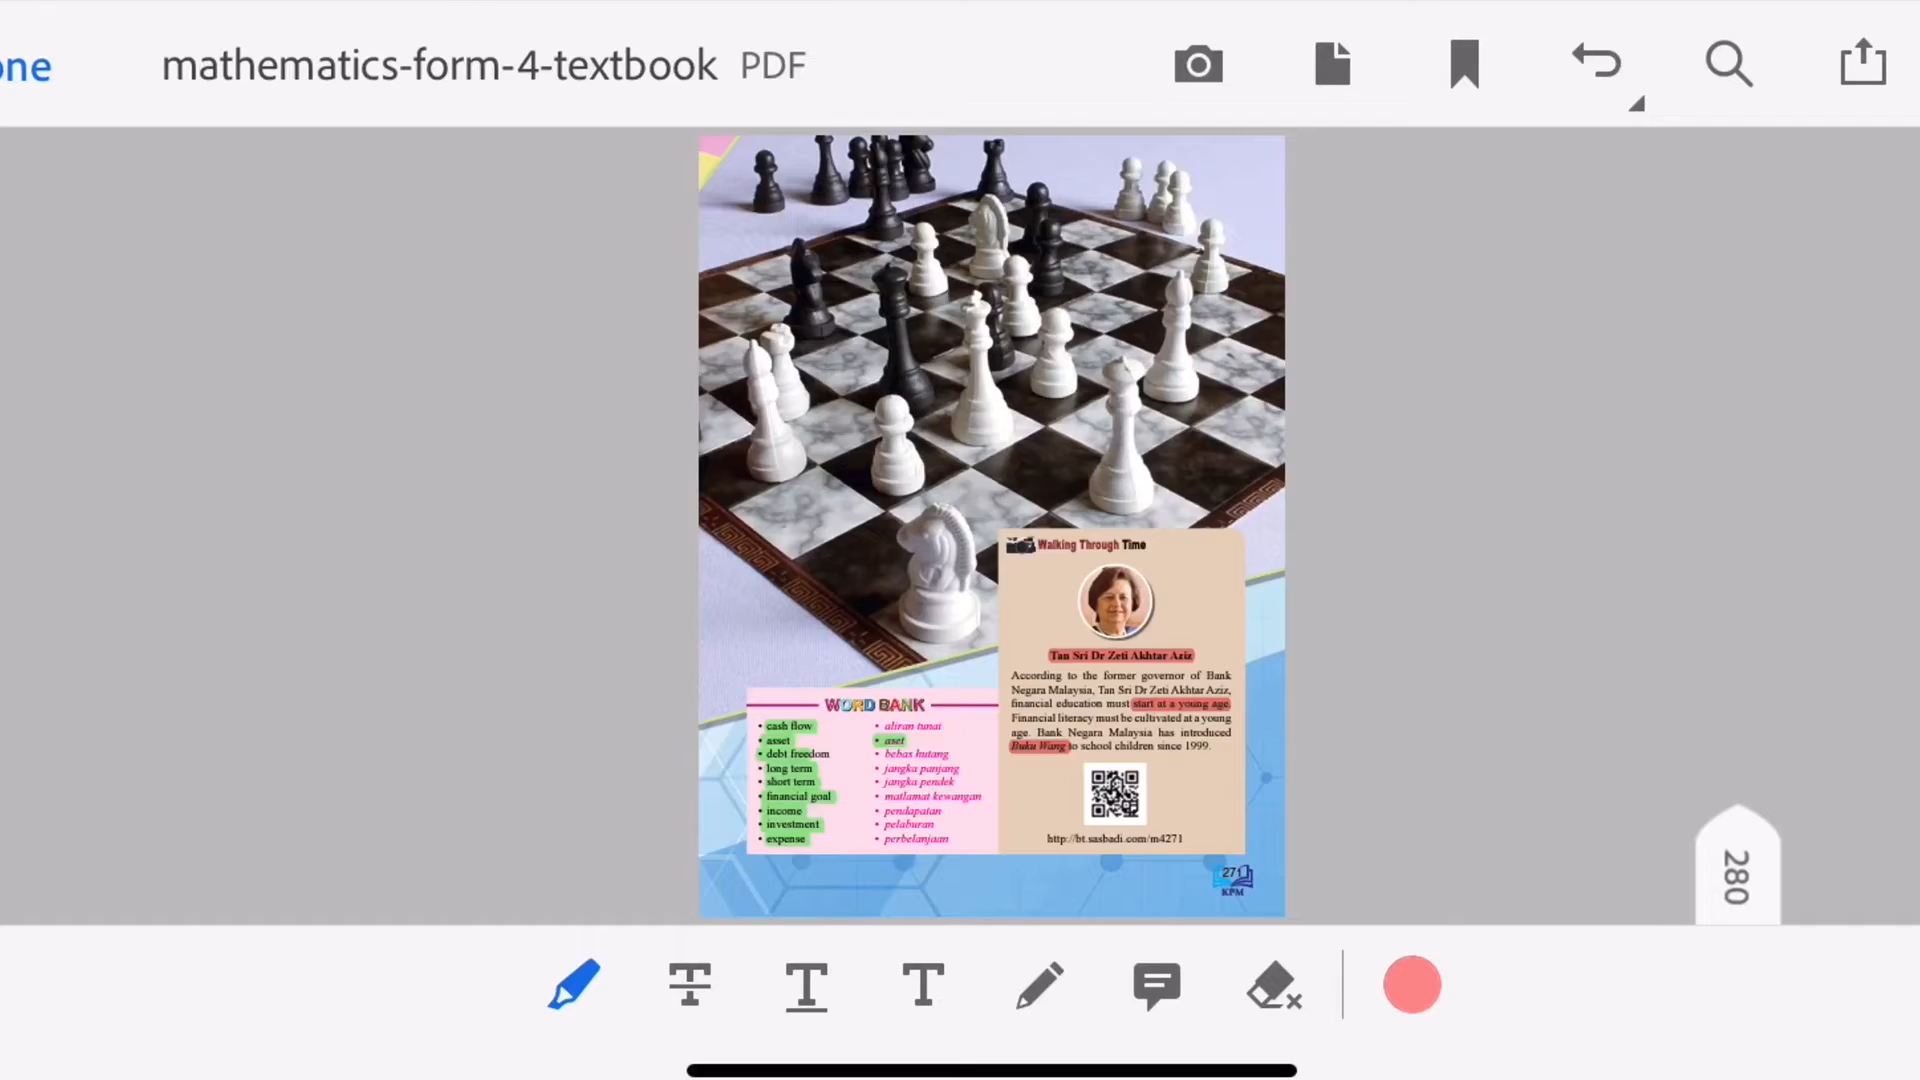 one
mathematics-form-4-textbook PDF
Walking Through Time
Tan Sri Dr Zeti Akhtar Aziz
According to the former governor of Bank
Negara Malaysia, Tan Sri Dr Zeti Akhtar Aziz,
financial education must start at a young age.
Financial literacy must be cultivated at a young
age. Bank Negara Malaysia has introduced
Buku Wang to school children since 1999.
http://bt.sasbadi.com/m4271
WORD BANK
• cash flow • aliran tunai
• asset • aset
• debt freedom • bebas hutang
• long term • jangka panjang
• short term • jangka pendek
• financial goal • matlamat kewangan
• income • pendapatan
• investment • pelaburan
• expense • perbelanjaan
271
KPM
280
T T T